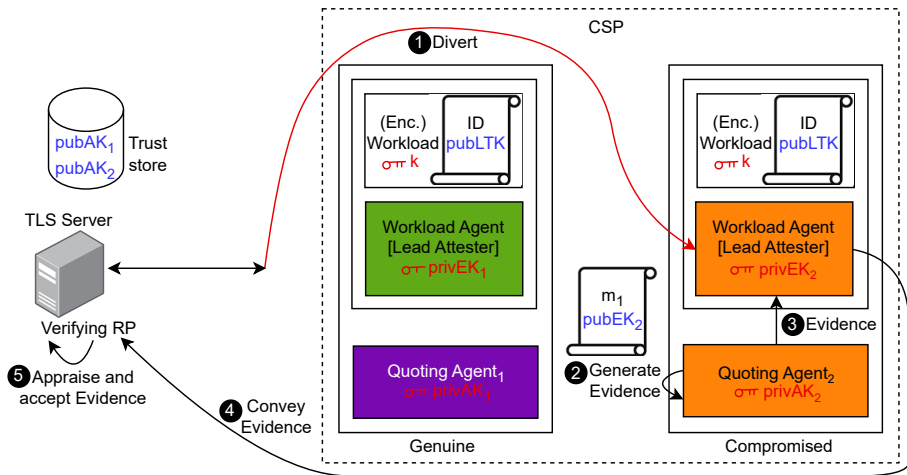 CSP
1 Divert
pubAK1
pubAK2
Trust
store
(Enc.)
Workload
k
ID
pubLTK
(Enc.)
Workload
k
ID
pubLTK
TLS Server
Workload Agent
[Lead Attester]
privEK1
Workload Agent
[Lead Attester]
privEK2
m1
pubEK2
3 Evidence
Verifying RP
5 Appraise and
accept Evidence
4 Convey
Evidence
Quoting Agent1
privAK1
2 Generate
Evidence
Quoting Agent2
privAK2
Genuine
Compromised